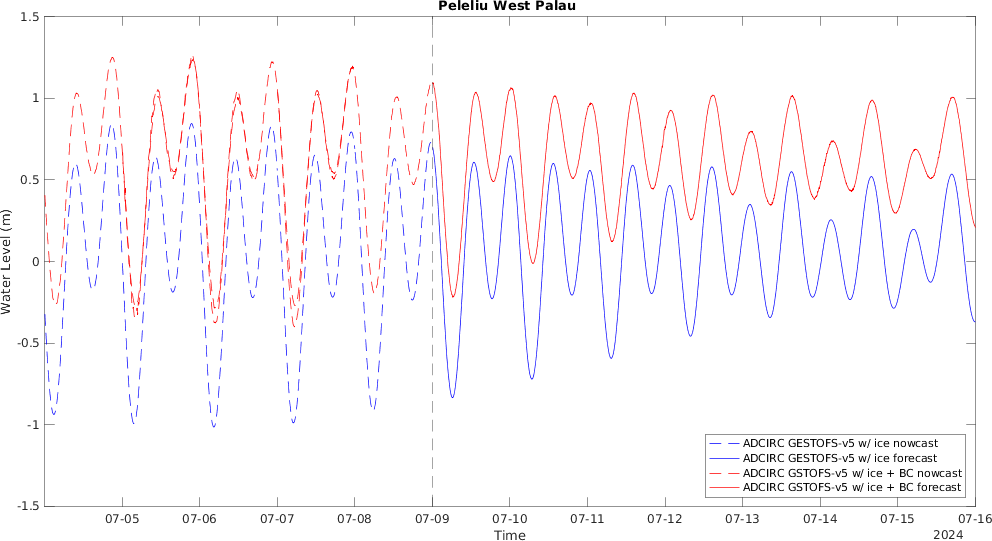 Peleliu West Palau
1.5
1
0.5
0
-0.5
-1
-1.5
Water Level (m)
ADCIRC GESTOFS-v5 w/ ice nowcast
ADCIRC GESTOFS-v5 w/ ice forecast
ADCIRC GSTOFS-v5 w/ ice + BC nowcast
ADCIRC GSTOFS-v5 w/ ice + BC forecast
07-05 07-06 07-07 07-08 07-09 07-10 07-11 07-12 07-13 07-14 07-15 07-16
Time
2024